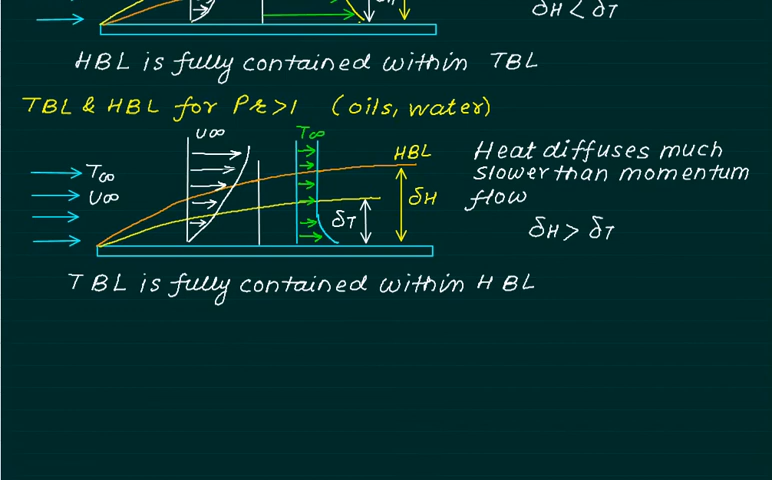 δH < δT
HBL is fully contained within TBL
TBL & HBL for Pr>1 (oils, water)
U∞
T∞
HBL
Heat diffuses much
slower than momentum
flow
T∞
U∞
δT
δH
δH > δT
TBL is fully contained within HBL